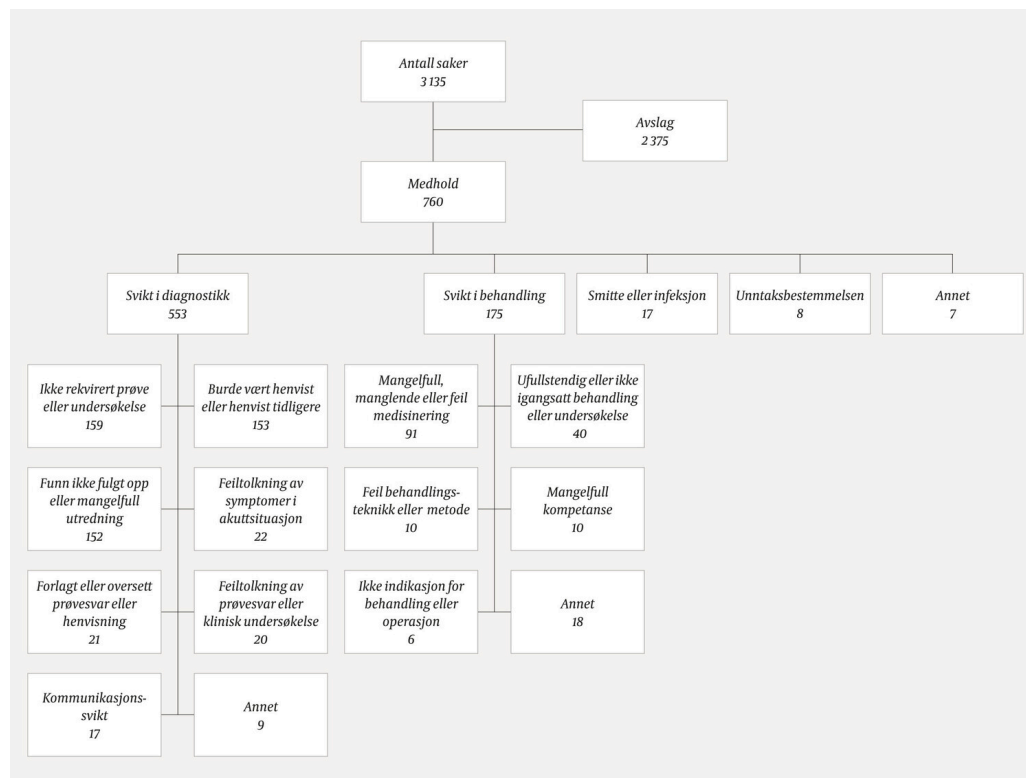 Antall saker
3 135
Avslag
2 375
Medhold
760
Svikt i diagnostikk
553
Svikt i behandling
175
Smitte eller infeksjon
17
Unntaksbestemmelsen
8
Annet
7
Ikke rekvirert prøve
eller undersøkelse
159
Burde vært henvist
eller henvist tidligere
153
Funn ikke fulgt opp
eller mangelfull
utredning
152
Feiltolkning av
symptomer i
akuttsituasjon
22
Forlagt eller oversett
prøvesvar eller
henvisning
21
Feiltolkning av
prøvesvar eller
klinisk undersøkelse
20
Kommunikasjons-
svikt
17
Annet
9
Mangelfull,
manglende eller feil
medisinering
91
Ufullstendig eller ikke
igangsatt behandling
eller undersøkelse
40
Feil behandlings-
teknikk eller metode
10
Mangelfull
kompetanse
10
Ikke indikasjon for
behandling eller
operasjon
6
Annet
18